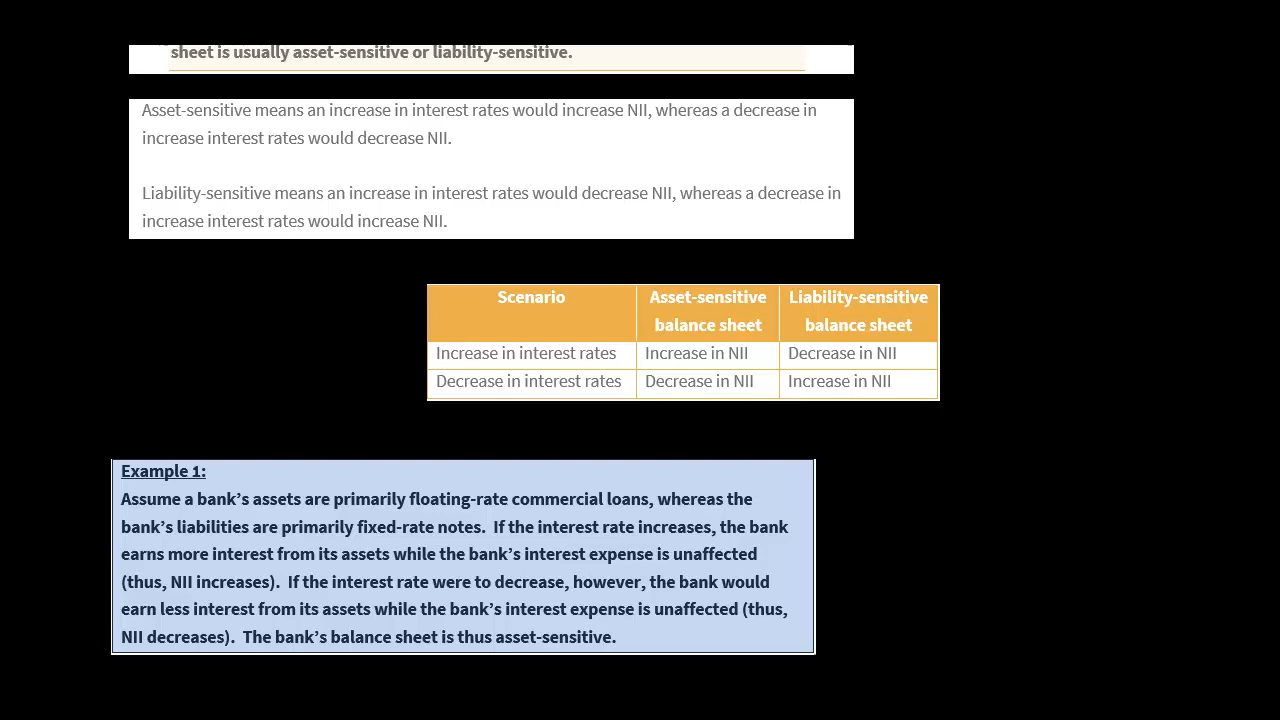 sheet is usually asset-sensitive or liability-sensitive.
Asset-sensitive means an increase in interest rates would increase NII, whereas a decrease in
increase interest rates would decrease NII.
Liability-sensitive means an increase in interest rates would decrease NII, whereas a decrease in
increase interest rates would increase NII.
Scenario Asset-sensitive Liability-sensitive
balance sheet balance sheet
Increase in interest rates Increase in NII Decrease in NII
Decrease in interest rates Decrease in NII Increase in NII
Example 1:
Assume a bank’s assets are primarily floating-rate commercial loans, whereas the
bank’s liabilities are primarily fixed-rate notes.  If the interest rate increases, the bank
earns more interest from its assets while the bank’s interest expense is unaffected
(thus, NII increases).  If the interest rate were to decrease, however, the bank would
earn less interest from its assets while the bank’s interest expense is unaffected (thus,
NII decreases).  The bank’s balance sheet is thus asset-sensitive.